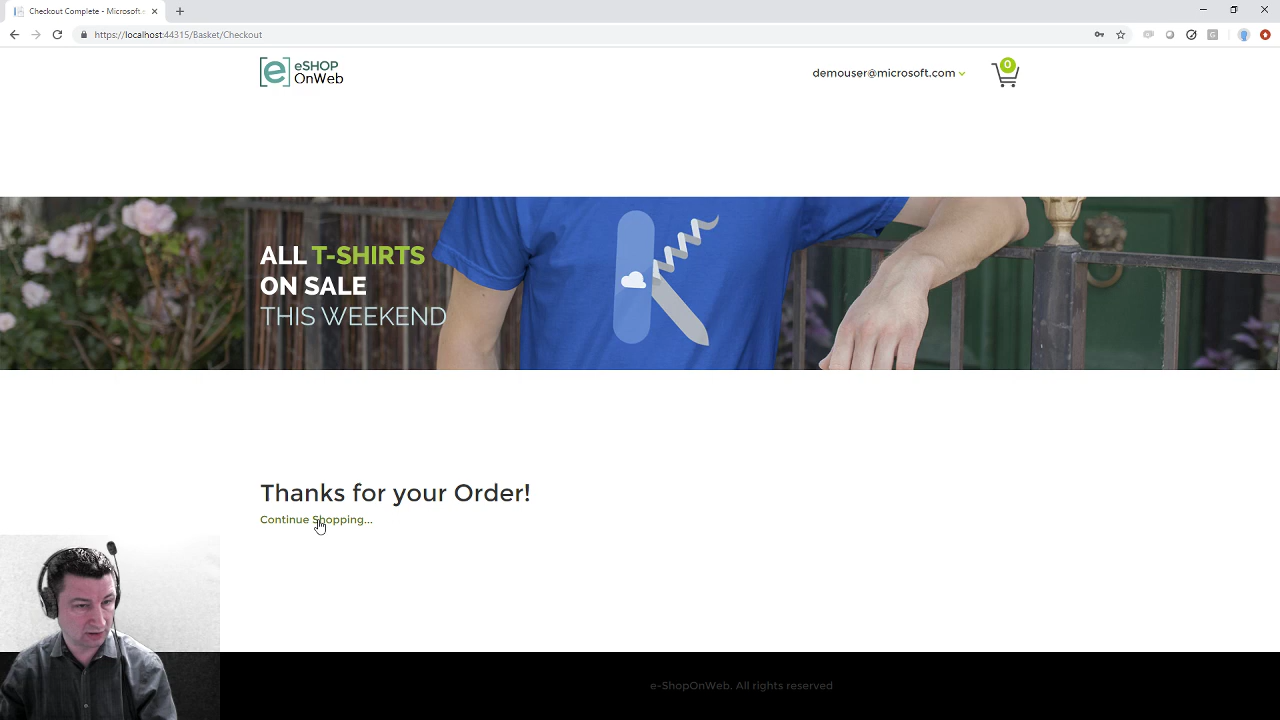 Checkout Complete - Microsoft.
https://localhost:44315/Basket/Checkout
e eSHOP
OnWeb
demouser@microsoft.com
0
ALL T-SHIRTS
ON SALE
THIS WEEKEND
Thanks for your Order!
Continue Shopping...
e-ShopOnWeb. All rights reserved